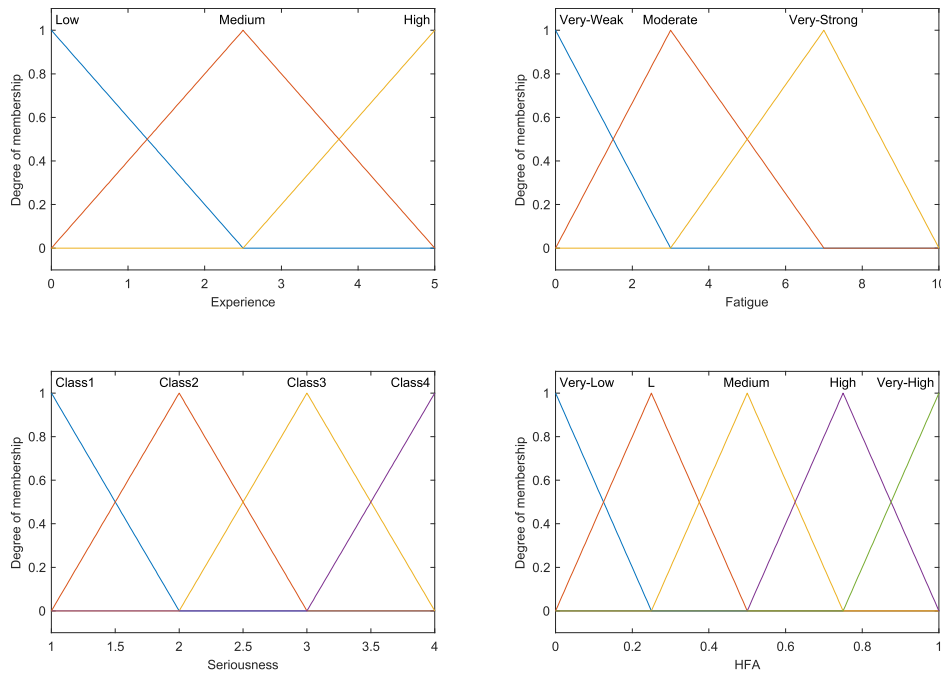 Low Medium High
1
0.8
0.6
0.4
0.2
0
Degree of membership
0 1 2 3 4 5
Experience
Very-Weak Moderate Very-Strong
1
0.8
0.6
0.4
0.2
0
Degree of membership
0 2 4 6 8 10
Fatigue
Class1 Class2 Class3 Class4
1
0.8
0.6
0.4
0.2
0
Degree of membership
1 1.5 2 2.5 3 3.5 4
Seriousness
Very-Low L Medium High Very-High
1
0.8
0.6
0.4
0.2
0
Degree of membership
0 0.2 0.4 0.6 0.8 1
HFA